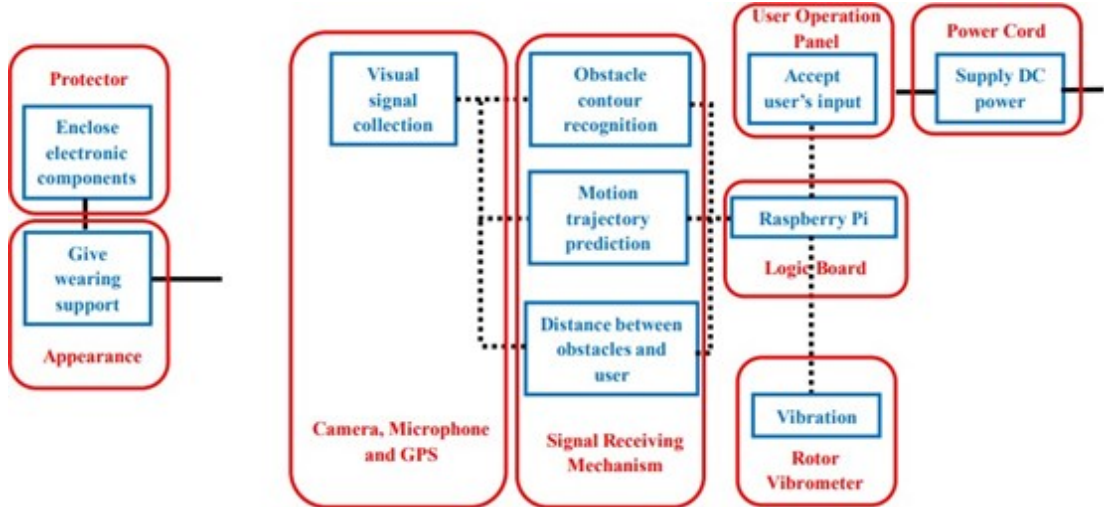 Protector
Enclose
electronic
components
Give
wearing
support
Appearance
Visual
signal
collection
Camera, Microphone
and GPS
Obstacle
contour
recognition
Motion
trajectory
prediction
Distance between
obstacles and
user
Signal Receiving
Mechanism
User Operation
Panel
Accept
user's input
Raspberry Pi
Logic Board
Vibration
Rotor
Vibrometer
Power Cord
Supply DC
power